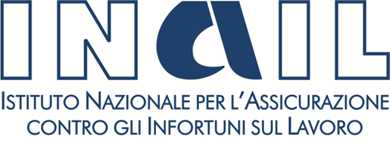 INAIL
ISTITUTO NAZIONALE PER L'ASSICURAZIONE
CONTRO GLI INFORTUNI SUL LAVORO